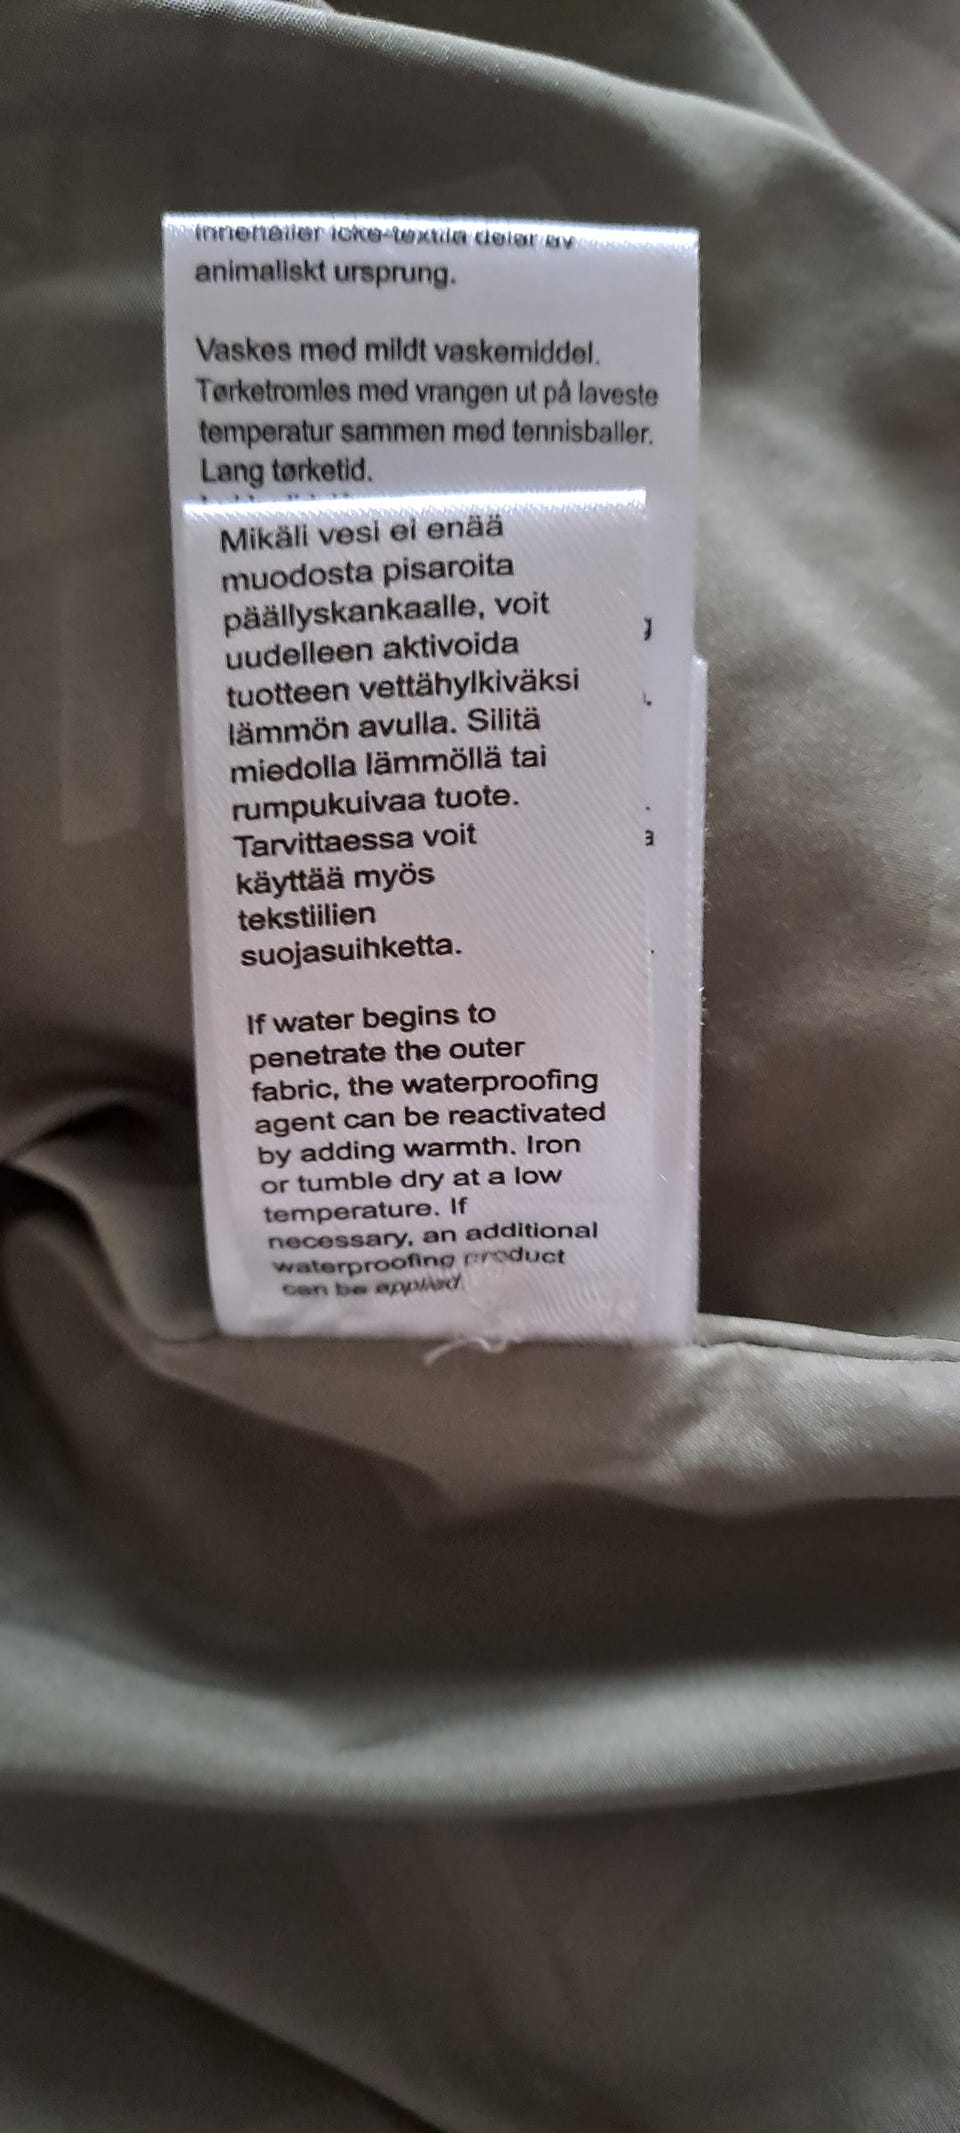 innehåller icke-textila delar av
animaliskt ursprung.
Vaskes med mildt vaskemiddel.
Tørketromles med vrangen ut på laveste
temperatur sammen med tennisballer.
Lang tørketid.
Mikäli vesi ei enää
muodosta pisaroita
päällyskankaalle, voit
uudelleen aktivoida
tuotteen vettähylkiväksi
lämmön avulla. Silitä
miedolla lämmöllä tai
rumpukuivaa tuote.
Tarvittaessa voit
käyttää myös
tekstiilien
suojasuihketta.
If water begins to
penetrate the outer
fabric, the waterproofing
agent can be reactivated
by adding warmth. Iron
or tumble dry at a low
temperature. If
necessary, an additional
waterproofing product
can be applied